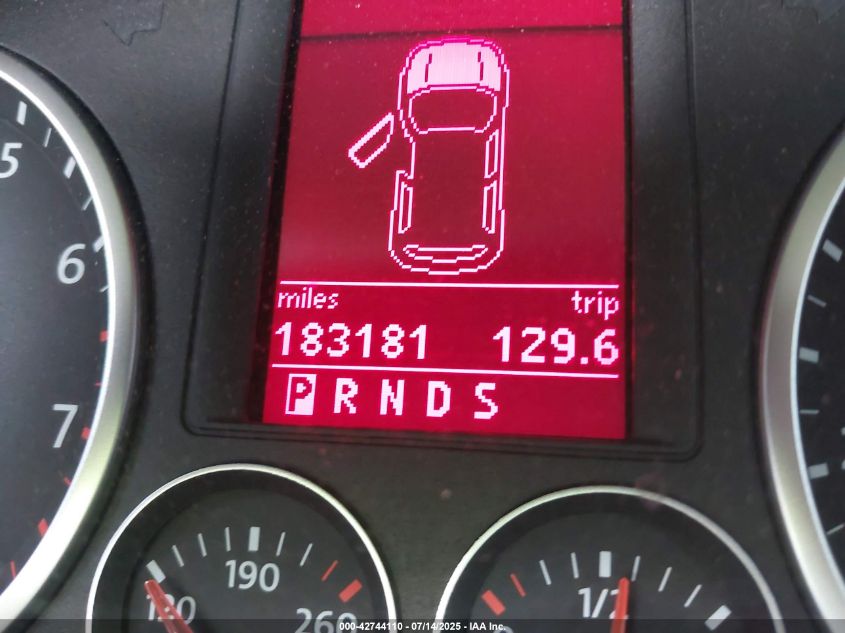 5
6
7
miles trip
183181 129.6
P R N D S
190 1/2
120 260
000-42744110 - 07/14/2025 - IAA Inc.